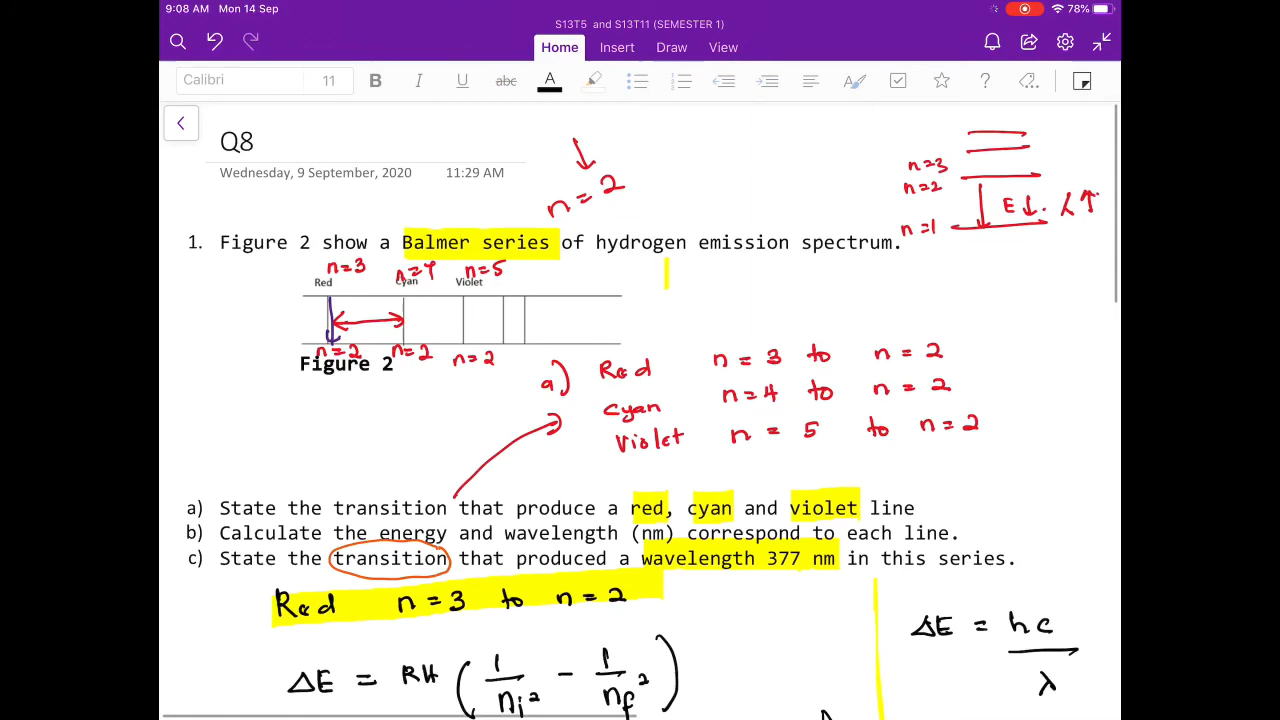 9:08 AM Mon 14 Sep
78%
S13T5 and S13T11 (SEMESTER 1)
Home Insert Draw View
Calibri 11 B I U abc A
Q8
Wednesday, 9 September, 2020 11:29 AM
n = 2
n=3
n=2
n=1
E↓. λ↑
1. Figure 2 show a Balmer series of hydrogen emission spectrum.
n=3 n=4 n=5
Red Cyan Violet
n=2 n=2 n=2
Figure 2
a) Red n = 3 to n = 2
Cyan n = 4 to n = 2
Violet n = 5 to n = 2
a) State the transition that produce a red, cyan and violet line
b) Calculate the energy and wavelength (nm) correspond to each line.
c) State the transition that produced a wavelength 377 nm in this series.
Red n = 3 to n = 2
ΔE = RH (1/ni² − 1/nf²)
ΔE = hc/λ